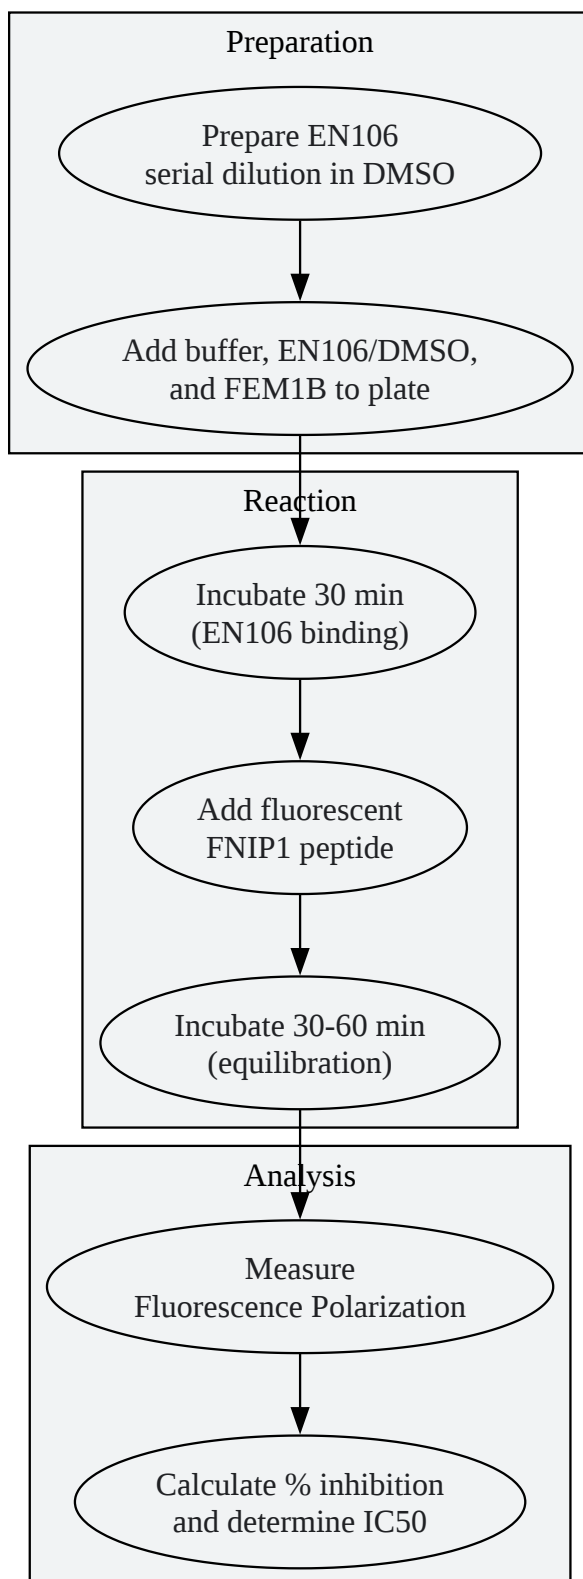 Preparation
Prepare EN106
serial dilution in DMSO
Add buffer, EN106/DMSO,
and FEM1B to plate
Reaction
Incubate 30 min
(EN106 binding)
Add fluorescent
FNIP1 peptide
Incubate 30-60 min
(equilibration)
Analysis
Measure
Fluorescence Polarization
Calculate % inhibition
and determine IC50